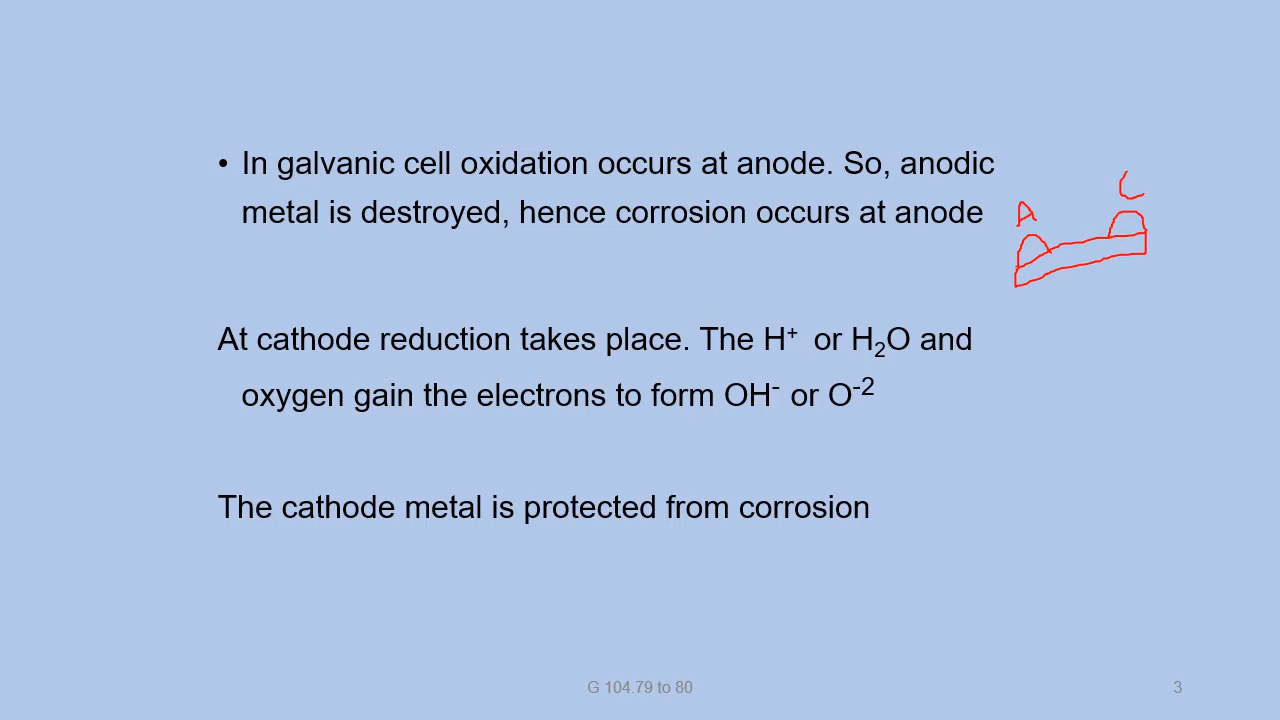 • In galvanic cell oxidation occurs at anode. So, anodic
metal is destroyed, hence corrosion occurs at anode
A
C
At cathode reduction takes place. The H⁺ or H₂O and
oxygen gain the electrons to form OH⁻ or O⁻²
The cathode metal is protected from corrosion
G 104.79 to 80
3